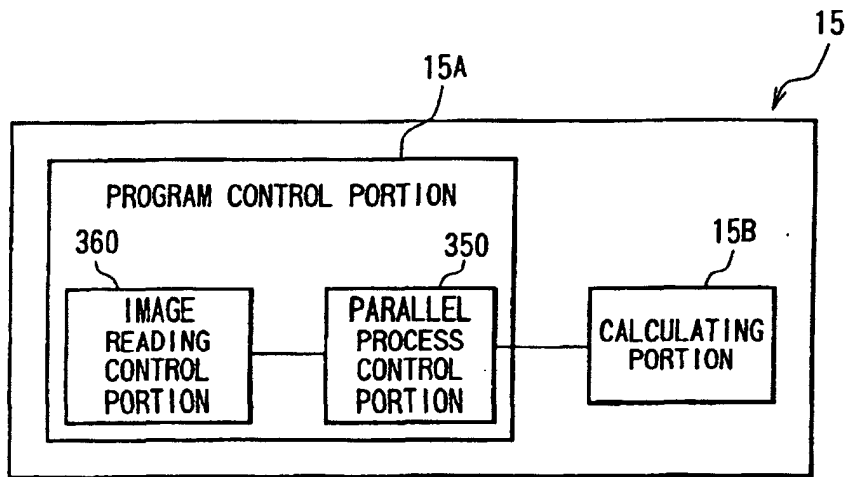 15
15A
PROGRAM CONTROL PORTION
360
IMAGE
READING
CONTROL
PORTION
350
PARALLEL
PROCESS
CONTROL
PORTION
15B
CALCULATING
PORTION